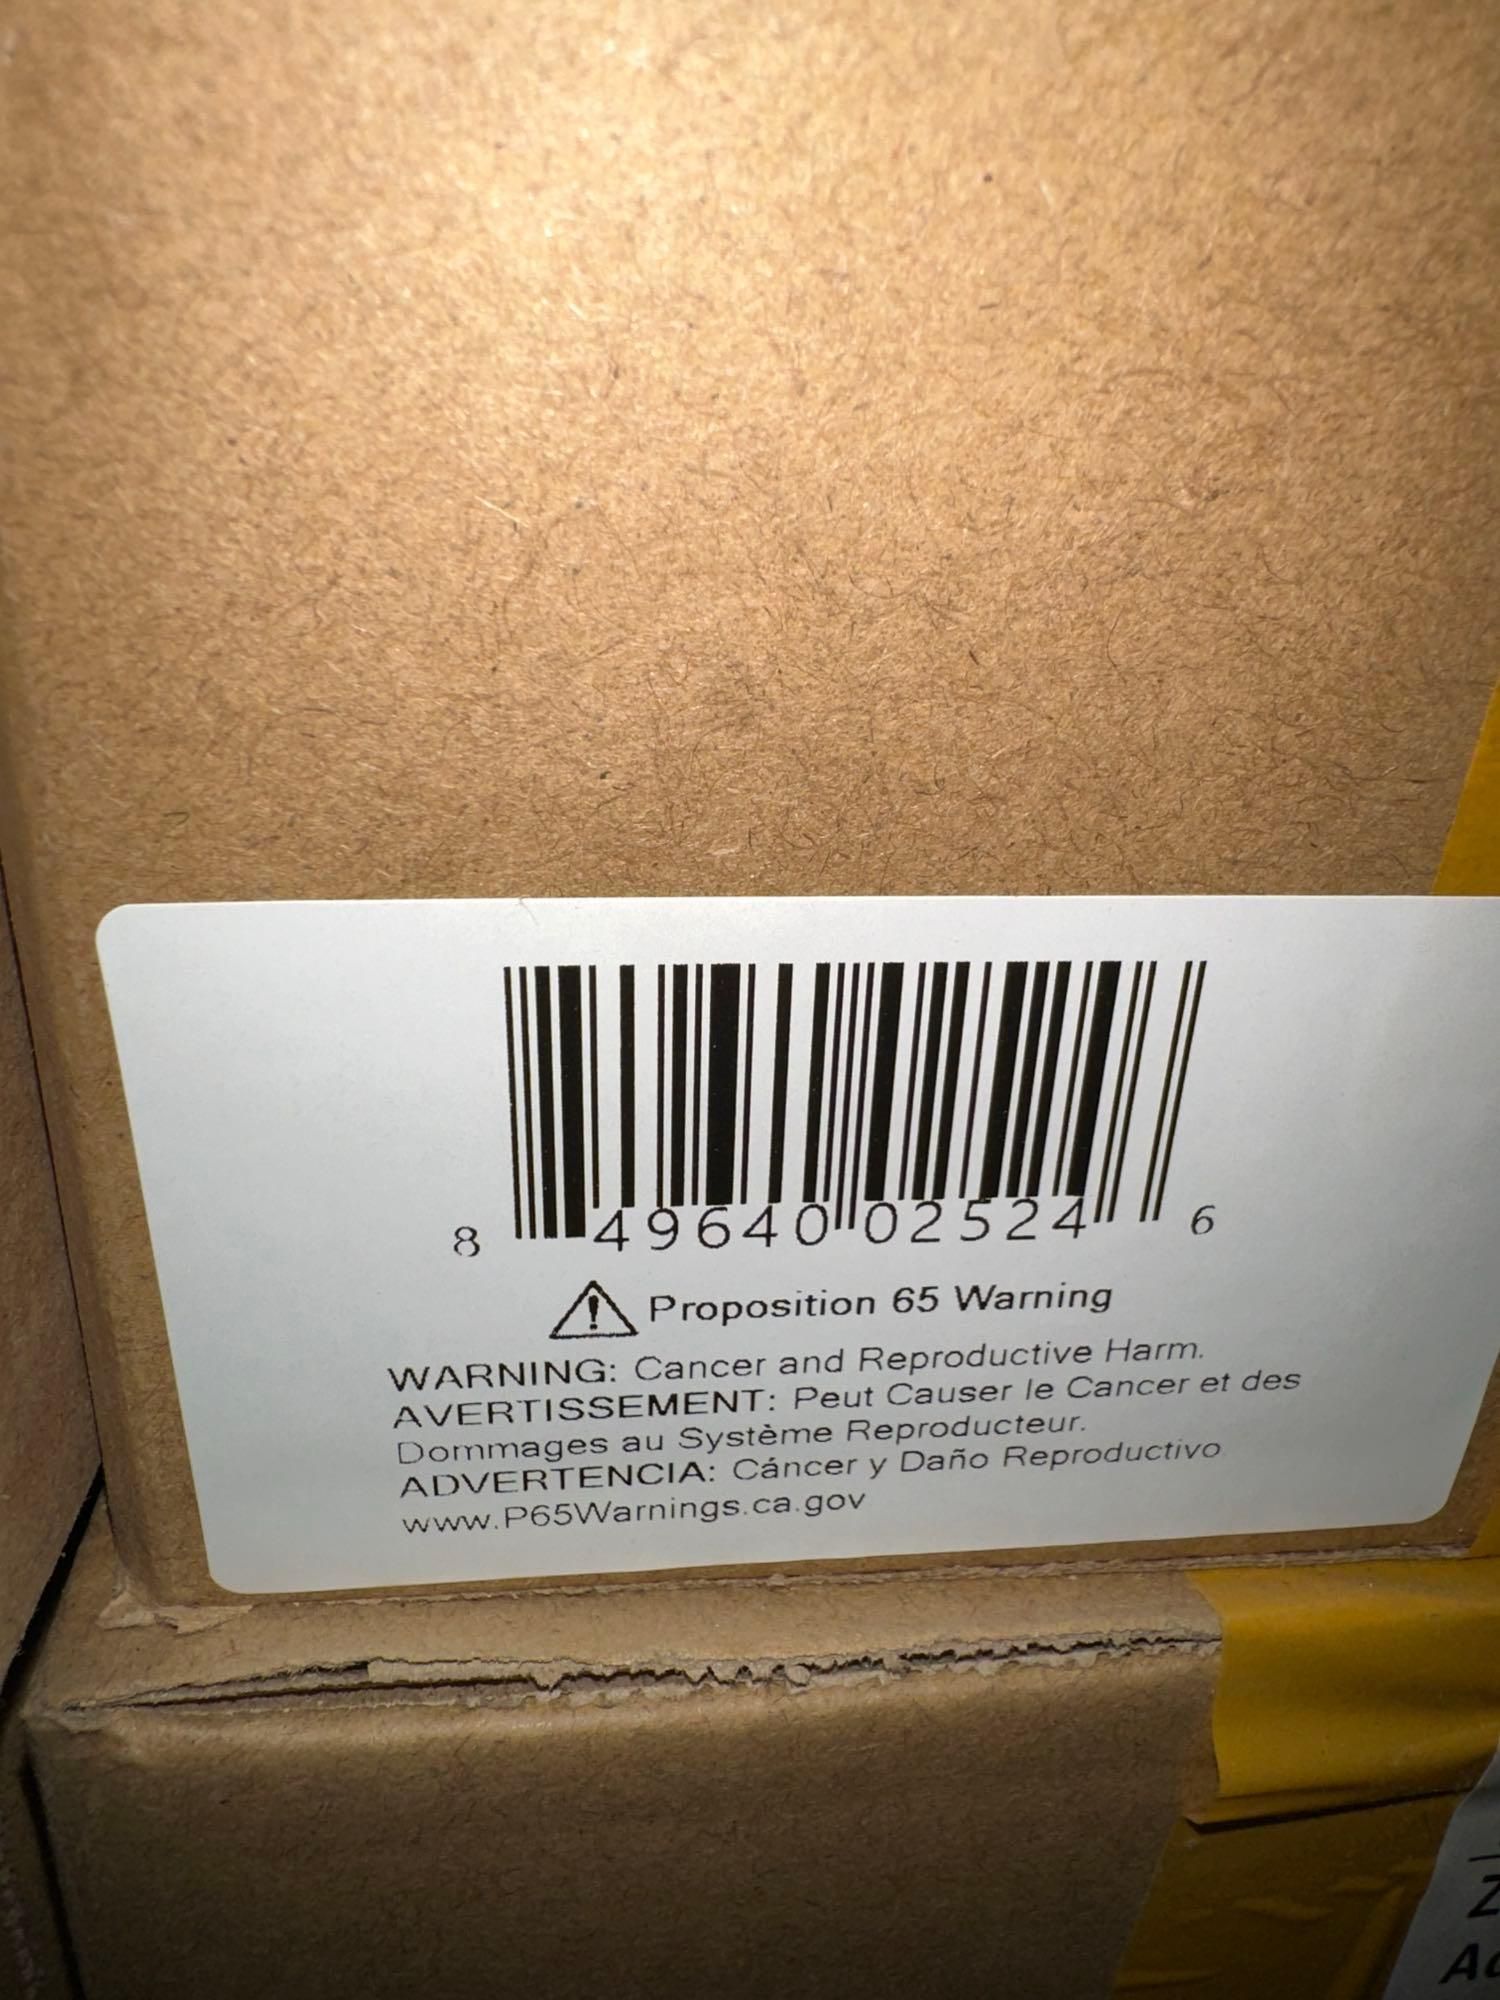 8 49640 02524 6
Proposition 65 Warning
WARNING: Cancer and Reproductive Harm.
AVERTISSEMENT: Peut Causer le Cancer et des
Dommages au Système Reproducteur.
ADVERTENCIA: Cáncer y Daño Reproductivo
www.P65Warnings.ca.gov